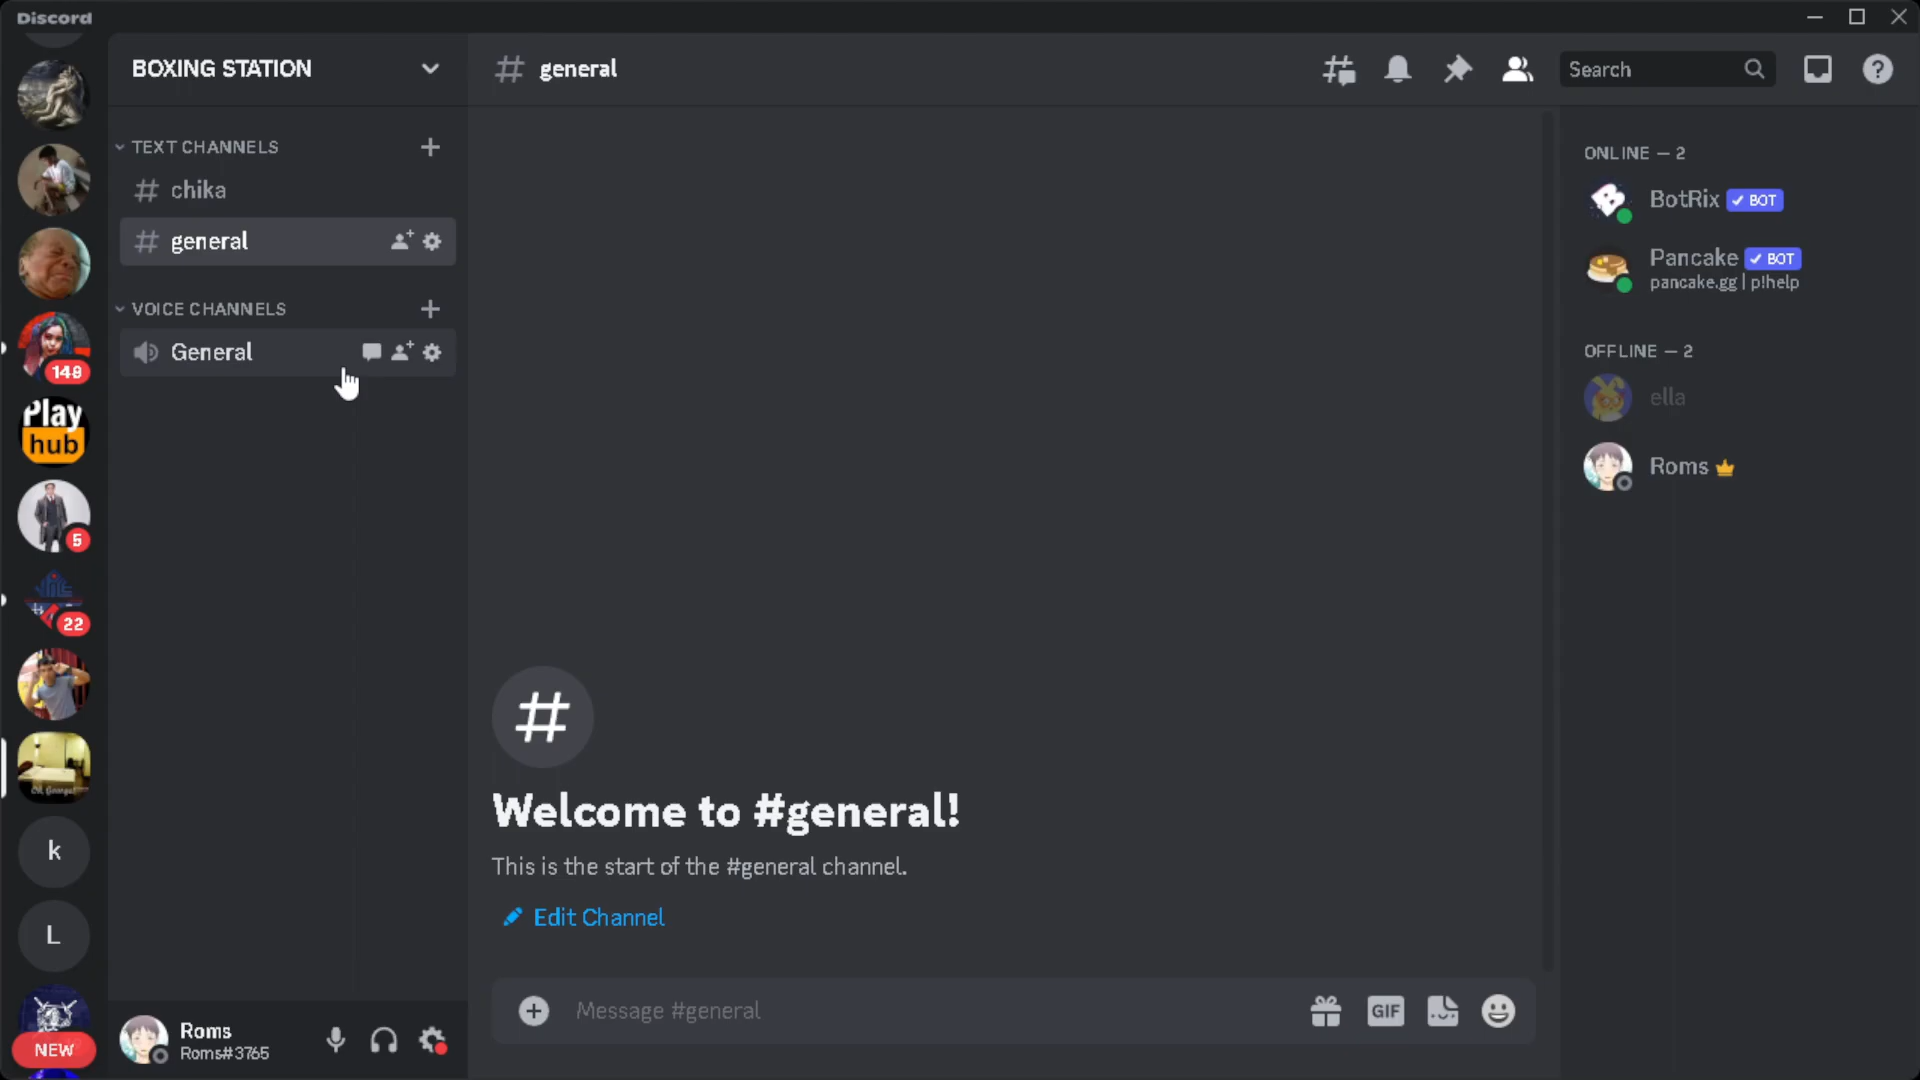 Discord
BOXING STATION
general
Search
TEXT CHANNELS
chika
general
VOICE CHANNELS
General
148
Play
hub
5
22
k
L
NEW
Welcome to #general!
This is the start of the #general channel.
Edit Channel
Message #general
GIF
Roms
Roms#3765
ONLINE — 2
BotRix ✓ BOT
Pancake ✓ BOT
pancake.gg | p!help
OFFLINE — 2
ella
Roms